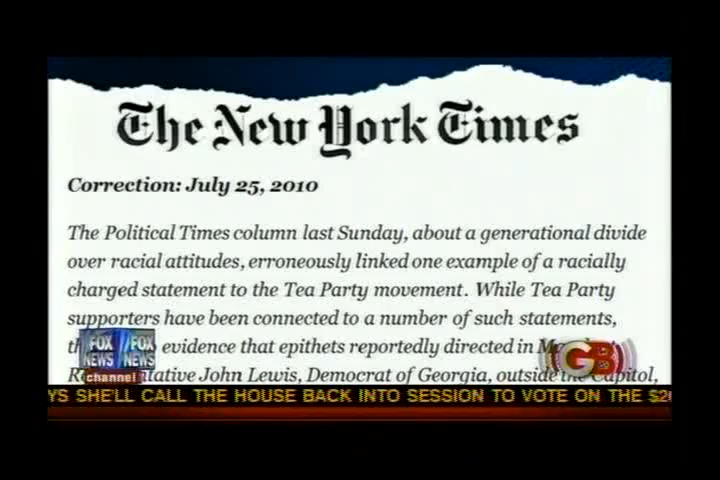 The New York Times
Correction: July 25, 2010
The Political Times column last Sunday, about a generational divide
over racial attitudes, erroneously linked one example of a racially
charged statement to the Tea Party movement. While Tea Party
supporters have been connected to a number of such statements,
evidence that epithets reportedly directed in
John Lewis, Democrat of Georgia, outside the Capitol,
FOX NEWS FOX NEWS
channel
GB
YS SHE'LL CALL THE HOUSE BACK INTO SESSION TO VOTE ON THE $2